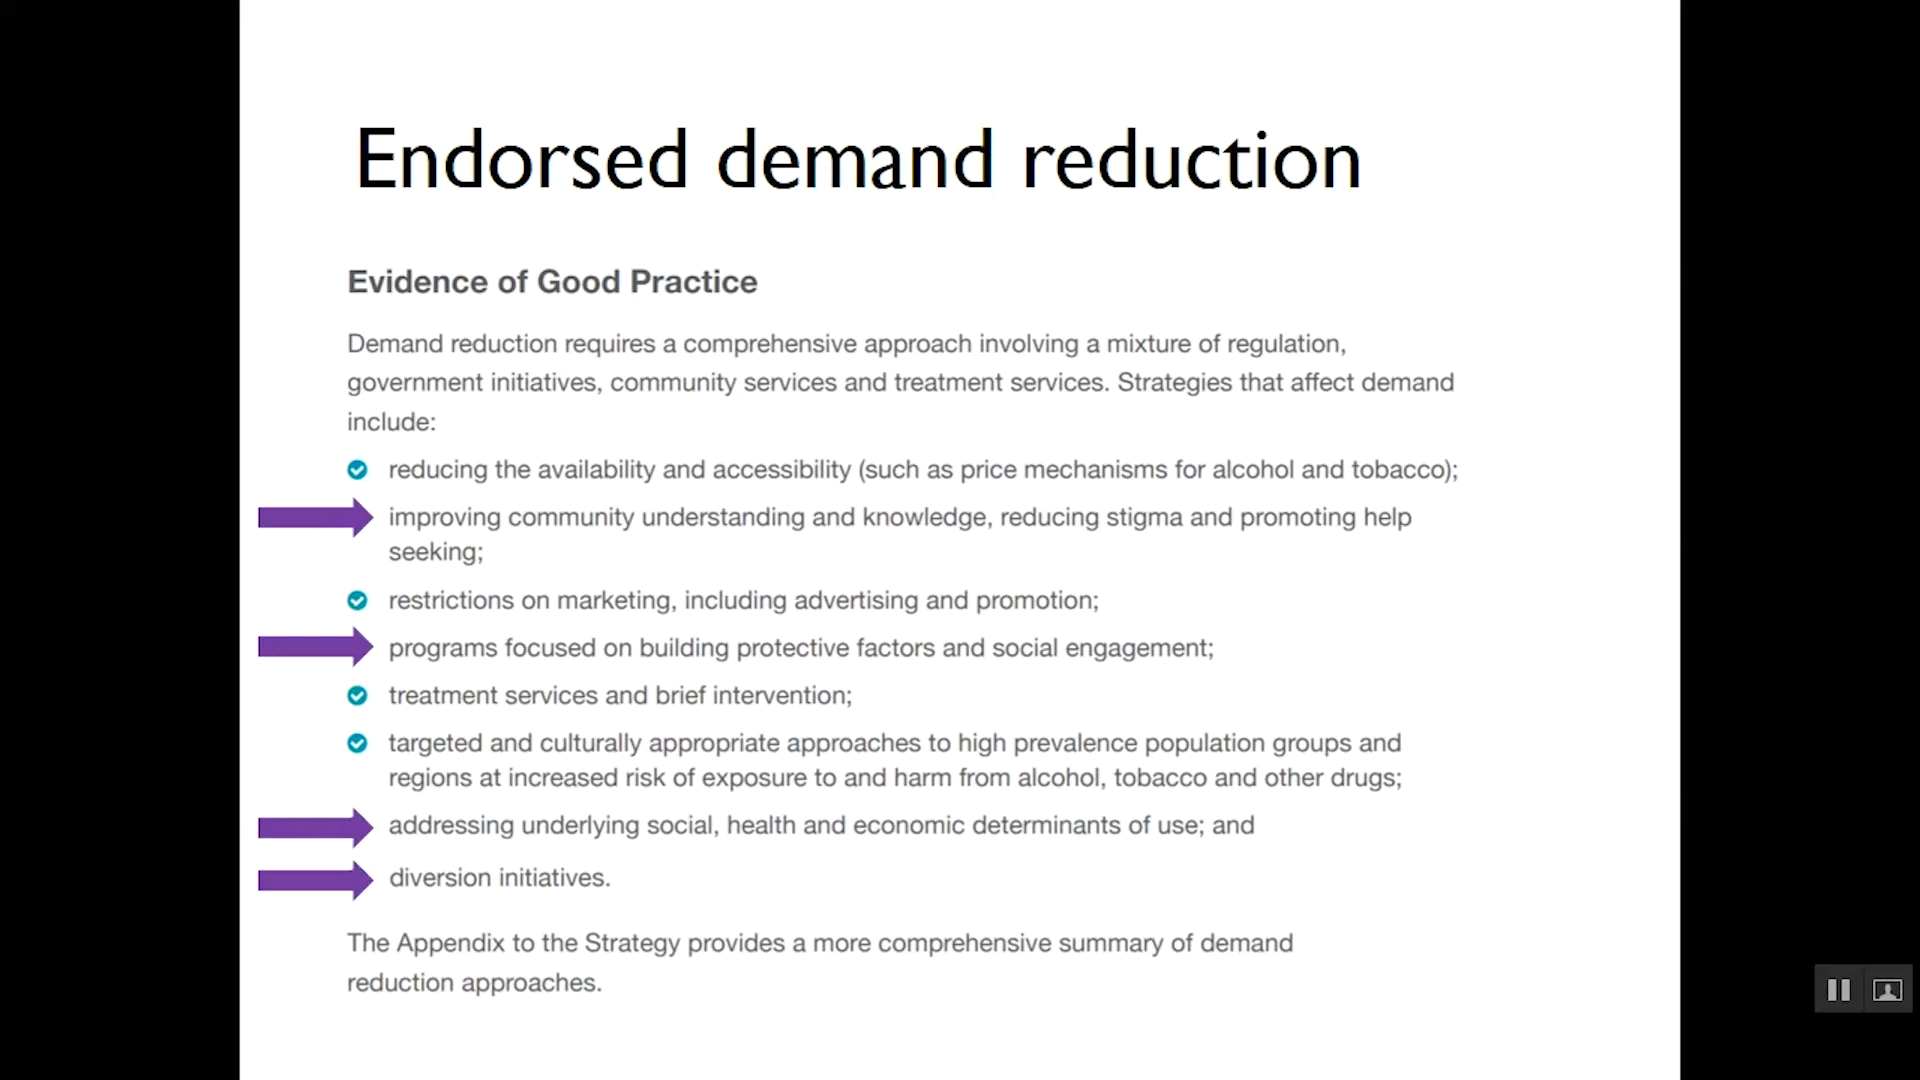 Endorsed demand reduction
Evidence of Good Practice
Demand reduction requires a comprehensive approach involving a mixture of regulation,
government initiatives, community services and treatment services. Strategies that affect demand
include:
reducing the availability and accessibility (such as price mechanisms for alcohol and tobacco);
improving community understanding and knowledge, reducing stigma and promoting help
seeking;
restrictions on marketing, including advertising and promotion;
programs focused on building protective factors and social engagement;
treatment services and brief intervention;
targeted and culturally appropriate approaches to high prevalence population groups and
regions at increased risk of exposure to and harm from alcohol, tobacco and other drugs;
addressing underlying social, health and economic determinants of use; and
diversion initiatives.
The Appendix to the Strategy provides a more comprehensive summary of demand
reduction approaches.